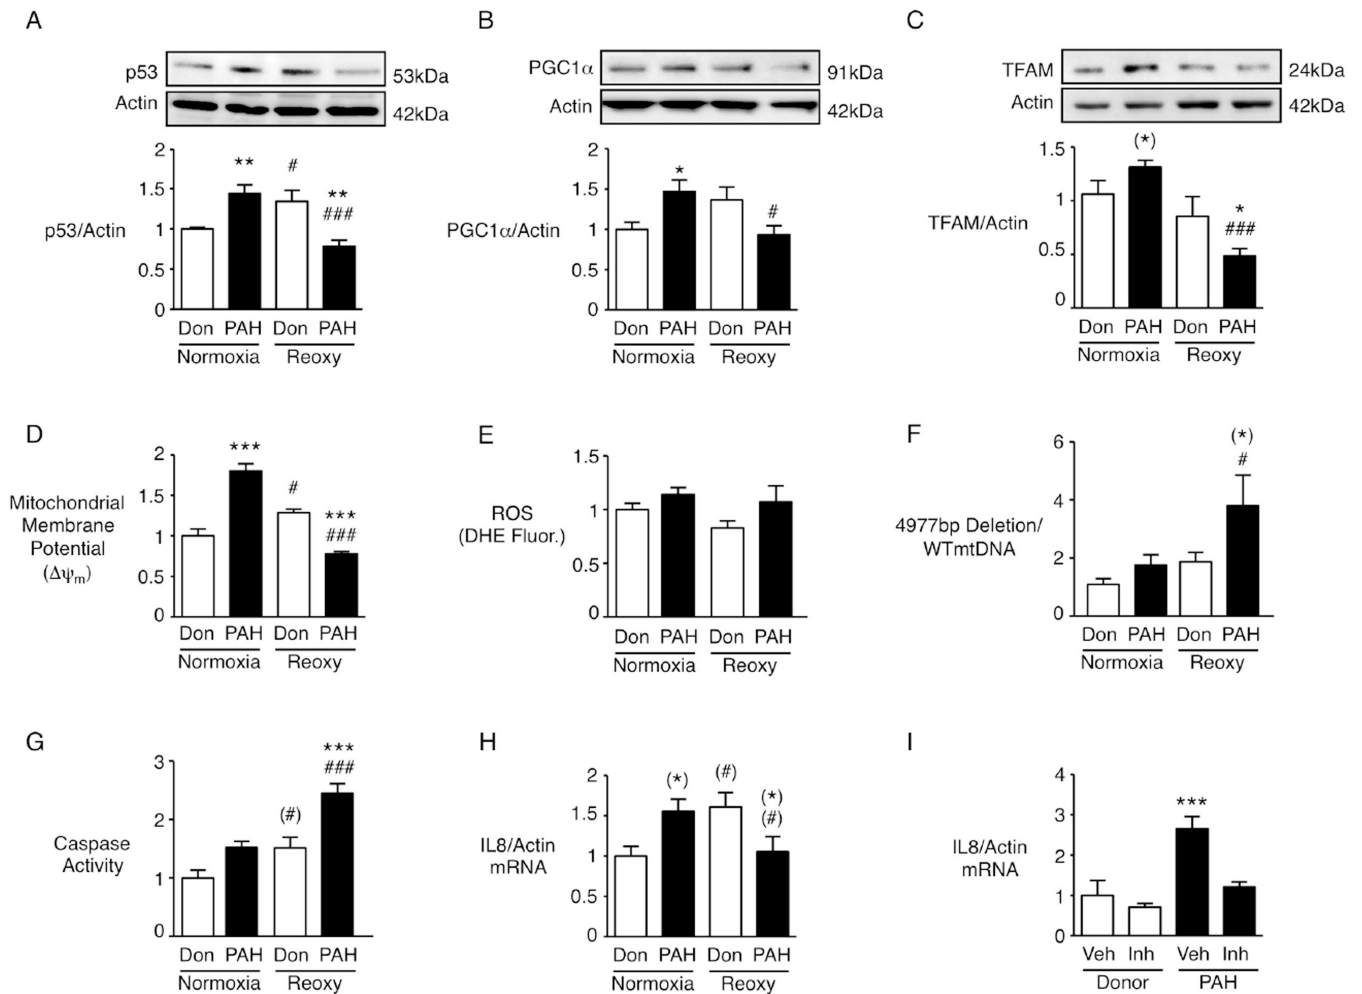 A
p53
53kDa
Actin
42kDa
p53/Actin
2
1.5
1
0.5
0
**
#
**
###
Don PAH Don PAH
Normoxia Reoxy
B
PGC1α
91kDa
Actin
42kDa
PGC1α/Actin
2
1.5
1
0.5
0
*
#
Don PAH Don PAH
Normoxia Reoxy
C
TFAM
24kDa
Actin
42kDa
TFAM/Actin
1.5
1
0.5
0
(*)
*
###
Don PAH Don PAH
Normoxia Reoxy
D
Mitochondrial
Membrane
Potential
(Δψm)
2
1.5
1
0.5
0
***
#
***
###
Don PAH Don PAH
Normoxia Reoxy
E
ROS
(DHE Fluor.)
1.5
1
0.5
0
Don PAH Don PAH
Normoxia Reoxy
F
4977bp Deletion/
WTmtDNA
6
4
2
0
(*)
#
Don PAH Don PAH
Normoxia Reoxy
G
Caspase
Activity
3
2
1
0
(#)
***
###
Don PAH Don PAH
Normoxia Reoxy
H
IL8/Actin
mRNA
2
1.5
1
0.5
0
(*)
(#)
(*)
(#)
Don PAH Don PAH
Normoxia Reoxy
I
IL8/Actin
mRNA
4
3
2
1
0
***
Veh Inh Veh Inh
Donor PAH